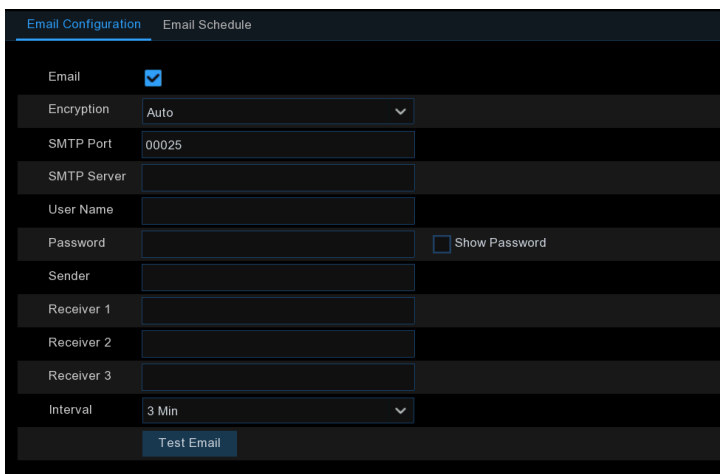 Email Configuration Email Schedule
Email
Encryption Auto
SMTP Port 00025
SMTP Server
User Name
Password Show Password
Sender
Receiver 1
Receiver 2
Receiver 3
Interval 3 Min
Test Email